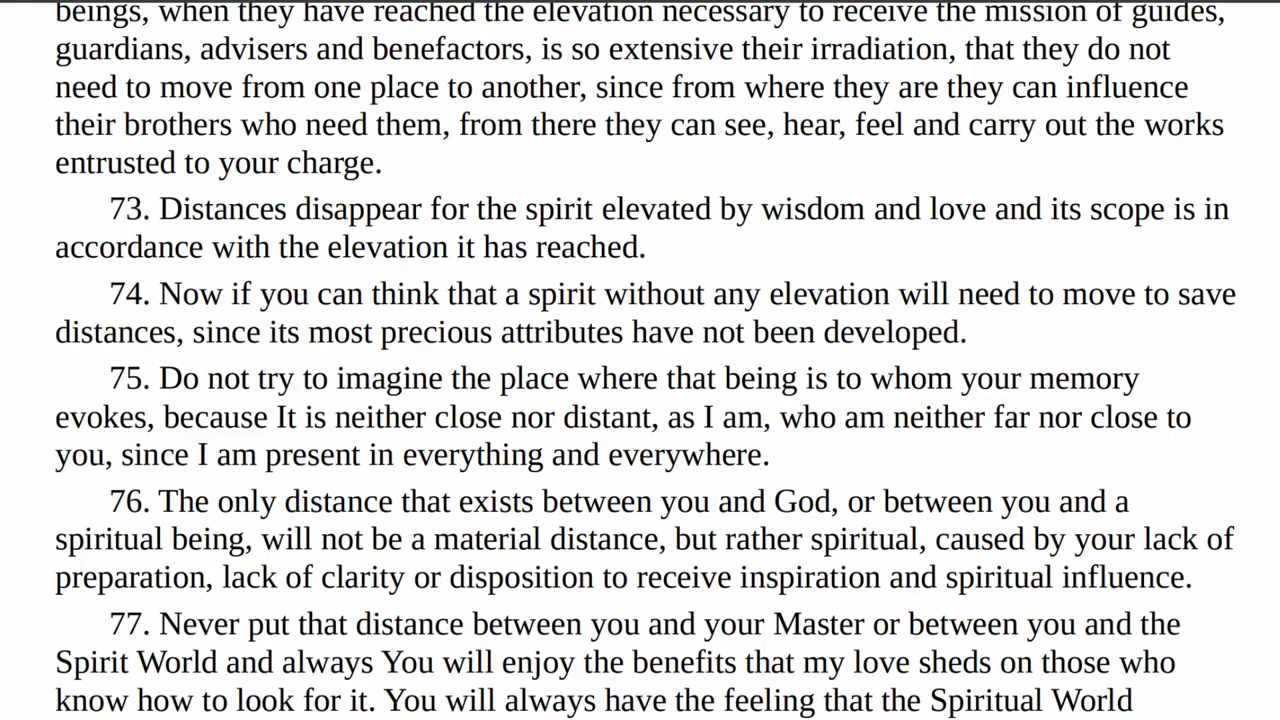 beings, when they have reached the elevation necessary to receive the mission of guides,
guardians, advisers and benefactors, is so extensive their irradiation, that they do not
need to move from one place to another, since from where they are they can influence
their brothers who need them, from there they can see, hear, feel and carry out the works
entrusted to your charge.
73. Distances disappear for the spirit elevated by wisdom and love and its scope is in
accordance with the elevation it has reached.
74. Now if you can think that a spirit without any elevation will need to move to save
distances, since its most precious attributes have not been developed.
75. Do not try to imagine the place where that being is to whom your memory
evokes, because It is neither close nor distant, as I am, who am neither far nor close to
you, since I am present in everything and everywhere.
76. The only distance that exists between you and God, or between you and a
spiritual being, will not be a material distance, but rather spiritual, caused by your lack of
preparation, lack of clarity or disposition to receive inspiration and spiritual influence.
77. Never put that distance between you and your Master or between you and the
Spirit World and always You will enjoy the benefits that my love sheds on those who
know how to look for it. You will always have the feeling that the Spiritual World